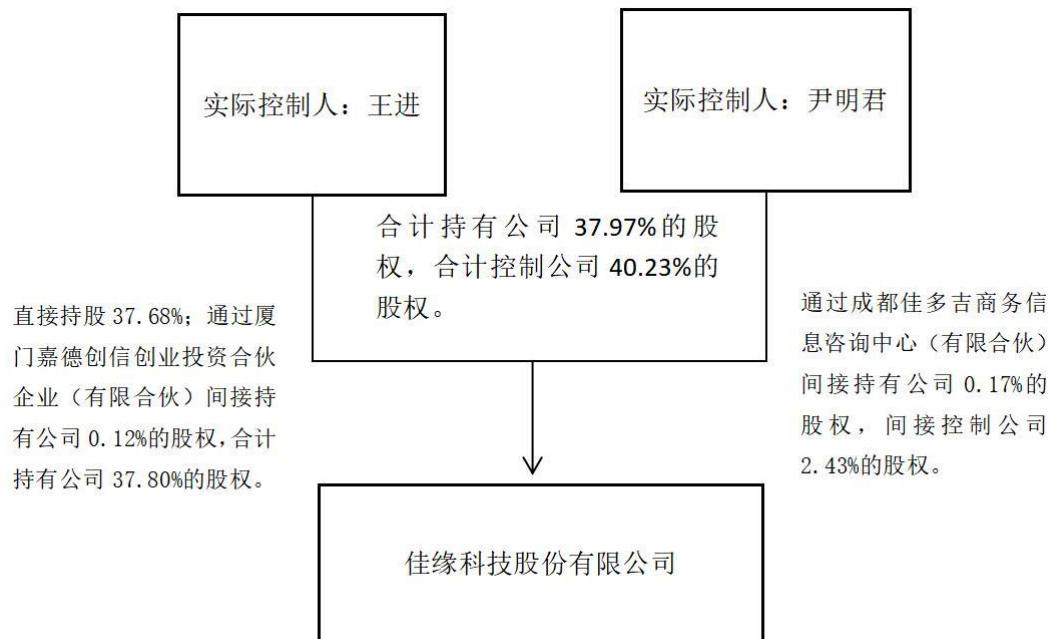 实际控制人：王进
实际控制人：尹明君
合计持有公司 37.97%的股
权，合计控制公司 40.23%的
股权。
直接持股 37.68%；通过厦
门嘉德创信创业投资合伙
企业（有限合伙）间接持
有公司 0.12%的股权,合计
持有公司 37.80%的股权。
通过成都佳多吉商务信
息咨询中心（有限合伙）
间接持有公司 0.17%的
股权，间接控制公司
2.43%的股权。
佳缘科技股份有限公司